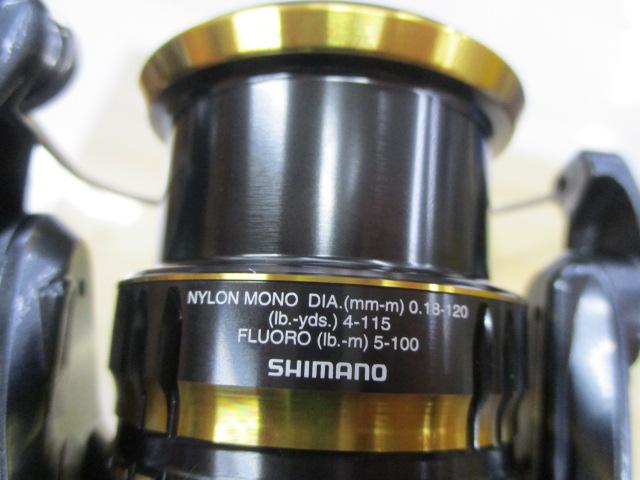 NYLON MONO DIA.(mm-m) 0.18-120
(lb.-yds.) 4-115
FLUORO (lb.-m) 5-100
SHIMANO